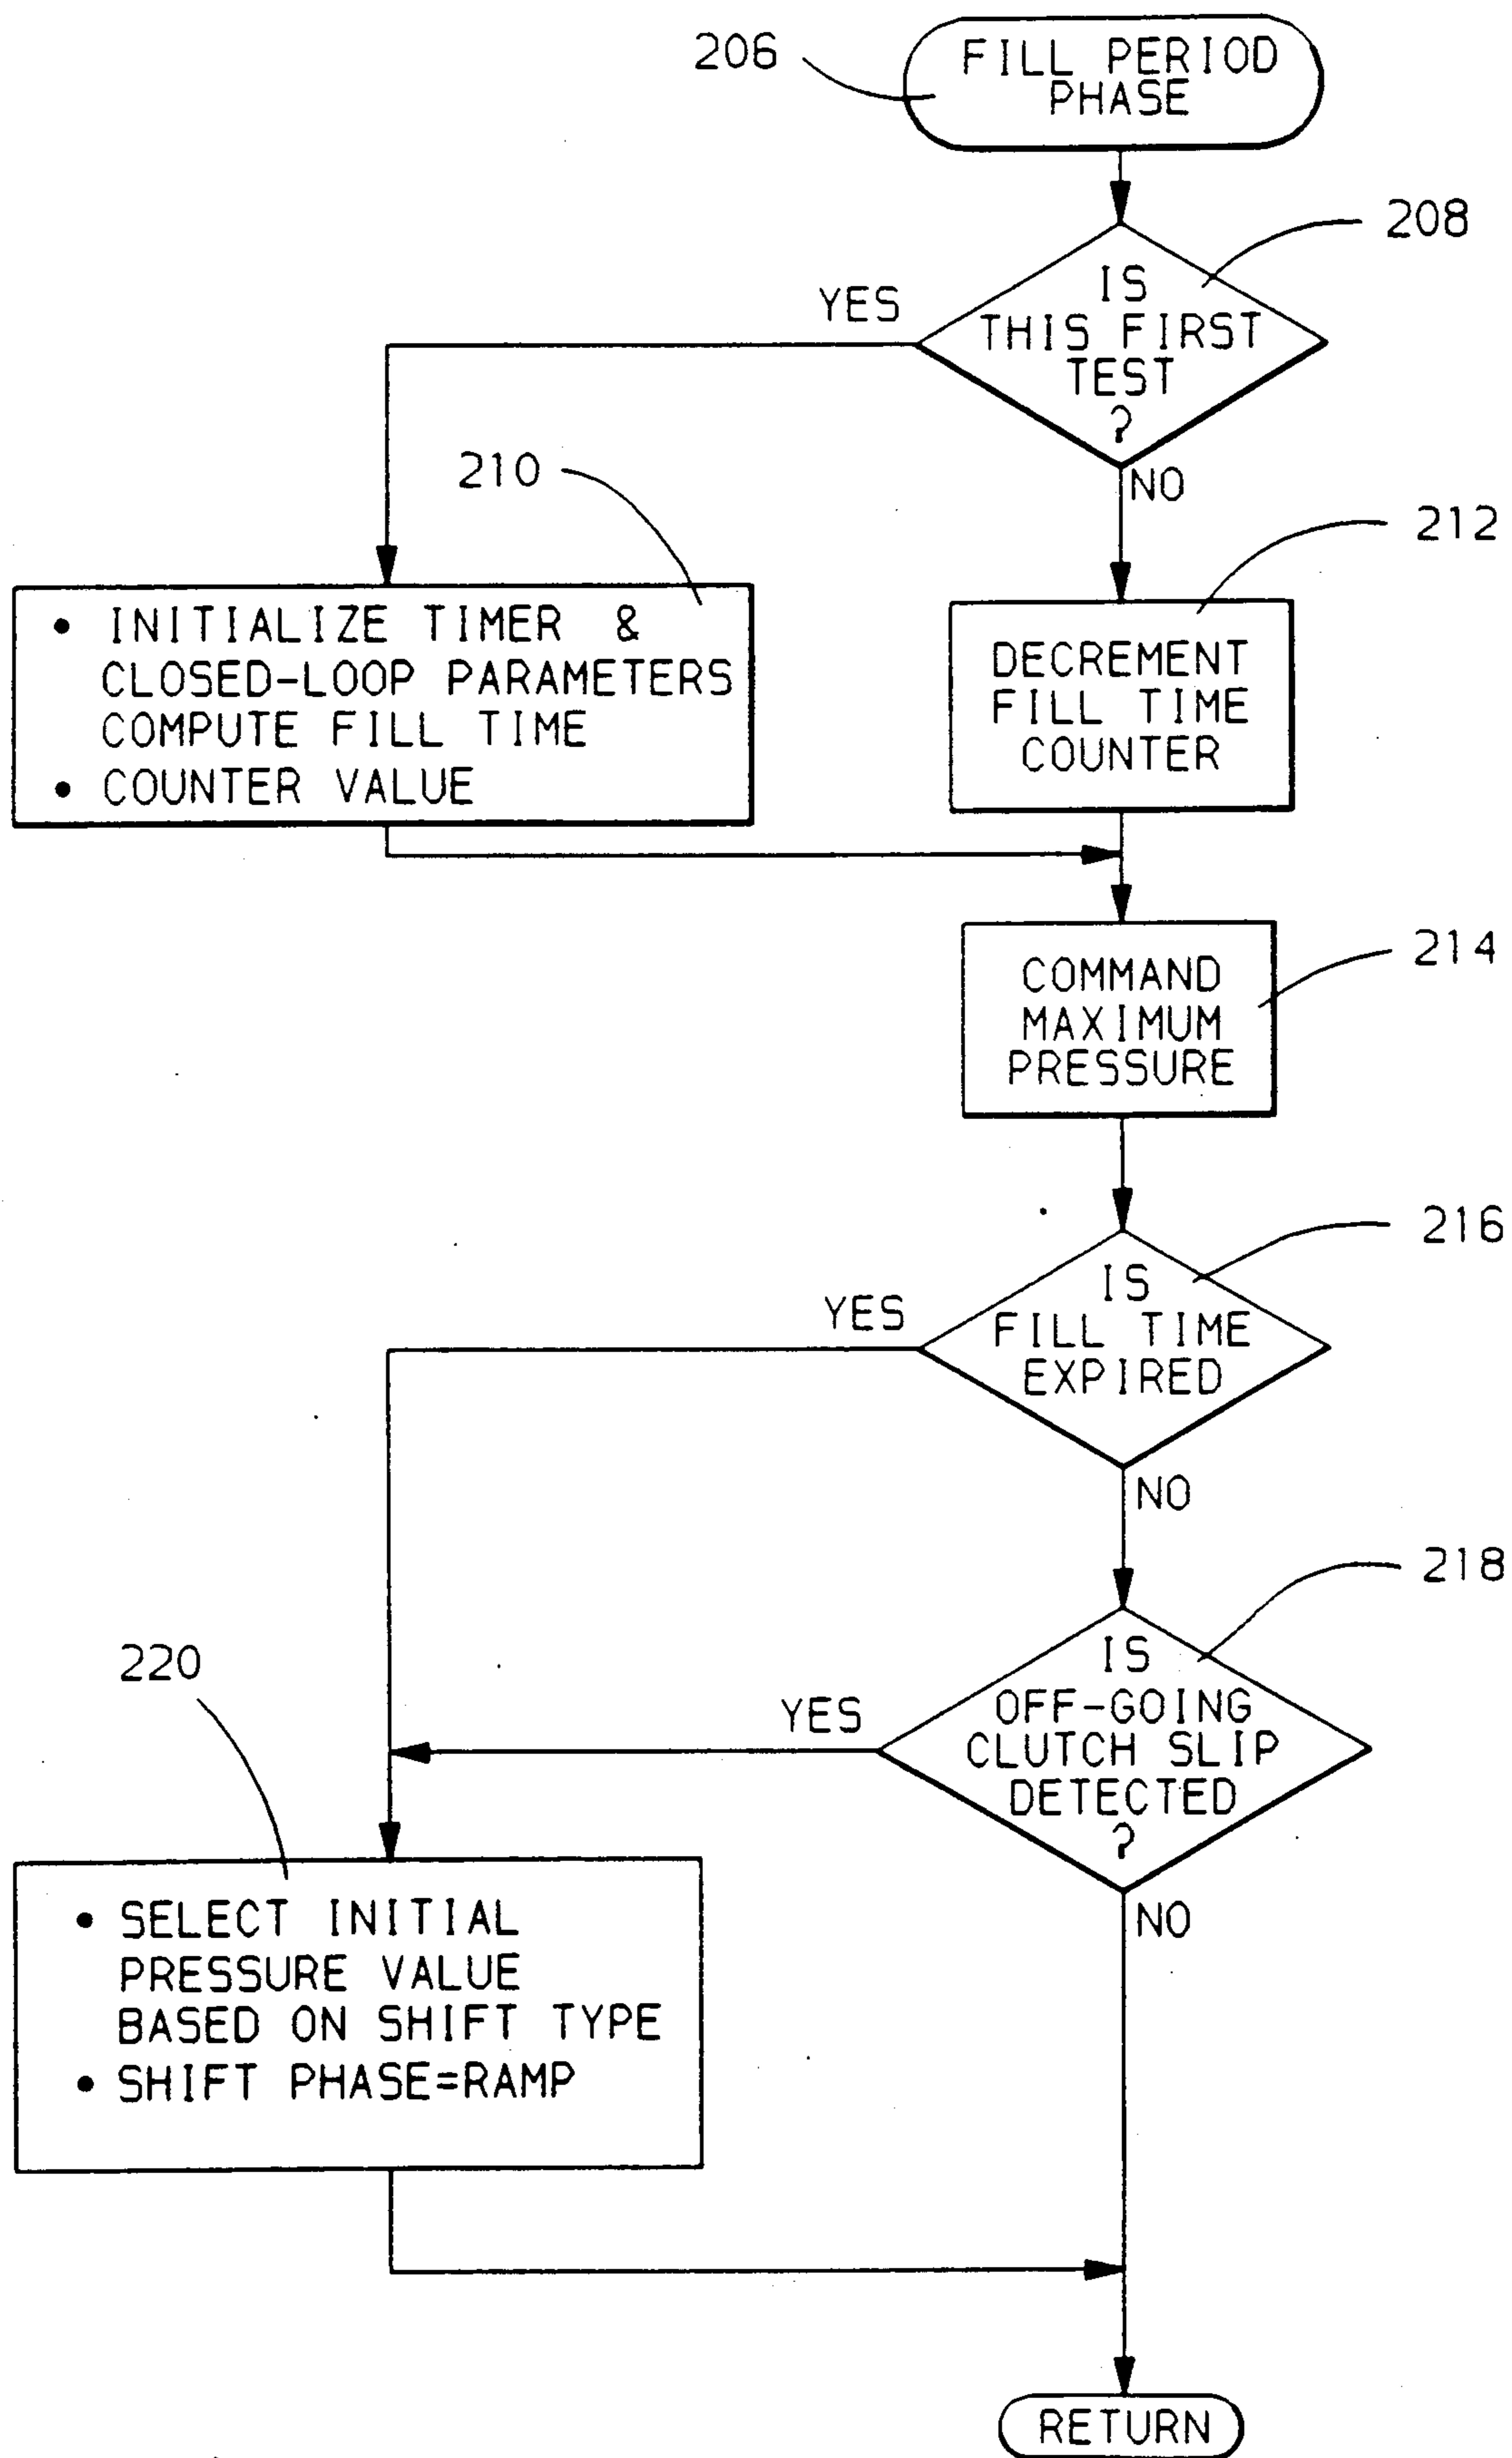 206
FILL PERIOD
PHASE
208
IS
THIS FIRST
TEST
?
YES
NO
210
212
• INITIALIZE TIMER &
CLOSED-LOOP PARAMETERS
COMPUTE FILL TIME
• COUNTER VALUE
DECREMENT
FILL TIME
COUNTER
214
COMMAND
MAXIMUM
PRESSURE
216
IS
FILL TIME
EXPIRED
YES
NO
218
IS
OFF-GOING
CLUTCH SLIP
DETECTED
?
YES
NO
220
• SELECT INITIAL
PRESSURE VALUE
BASED ON SHIFT TYPE
• SHIFT PHASE=RAMP
RETURN